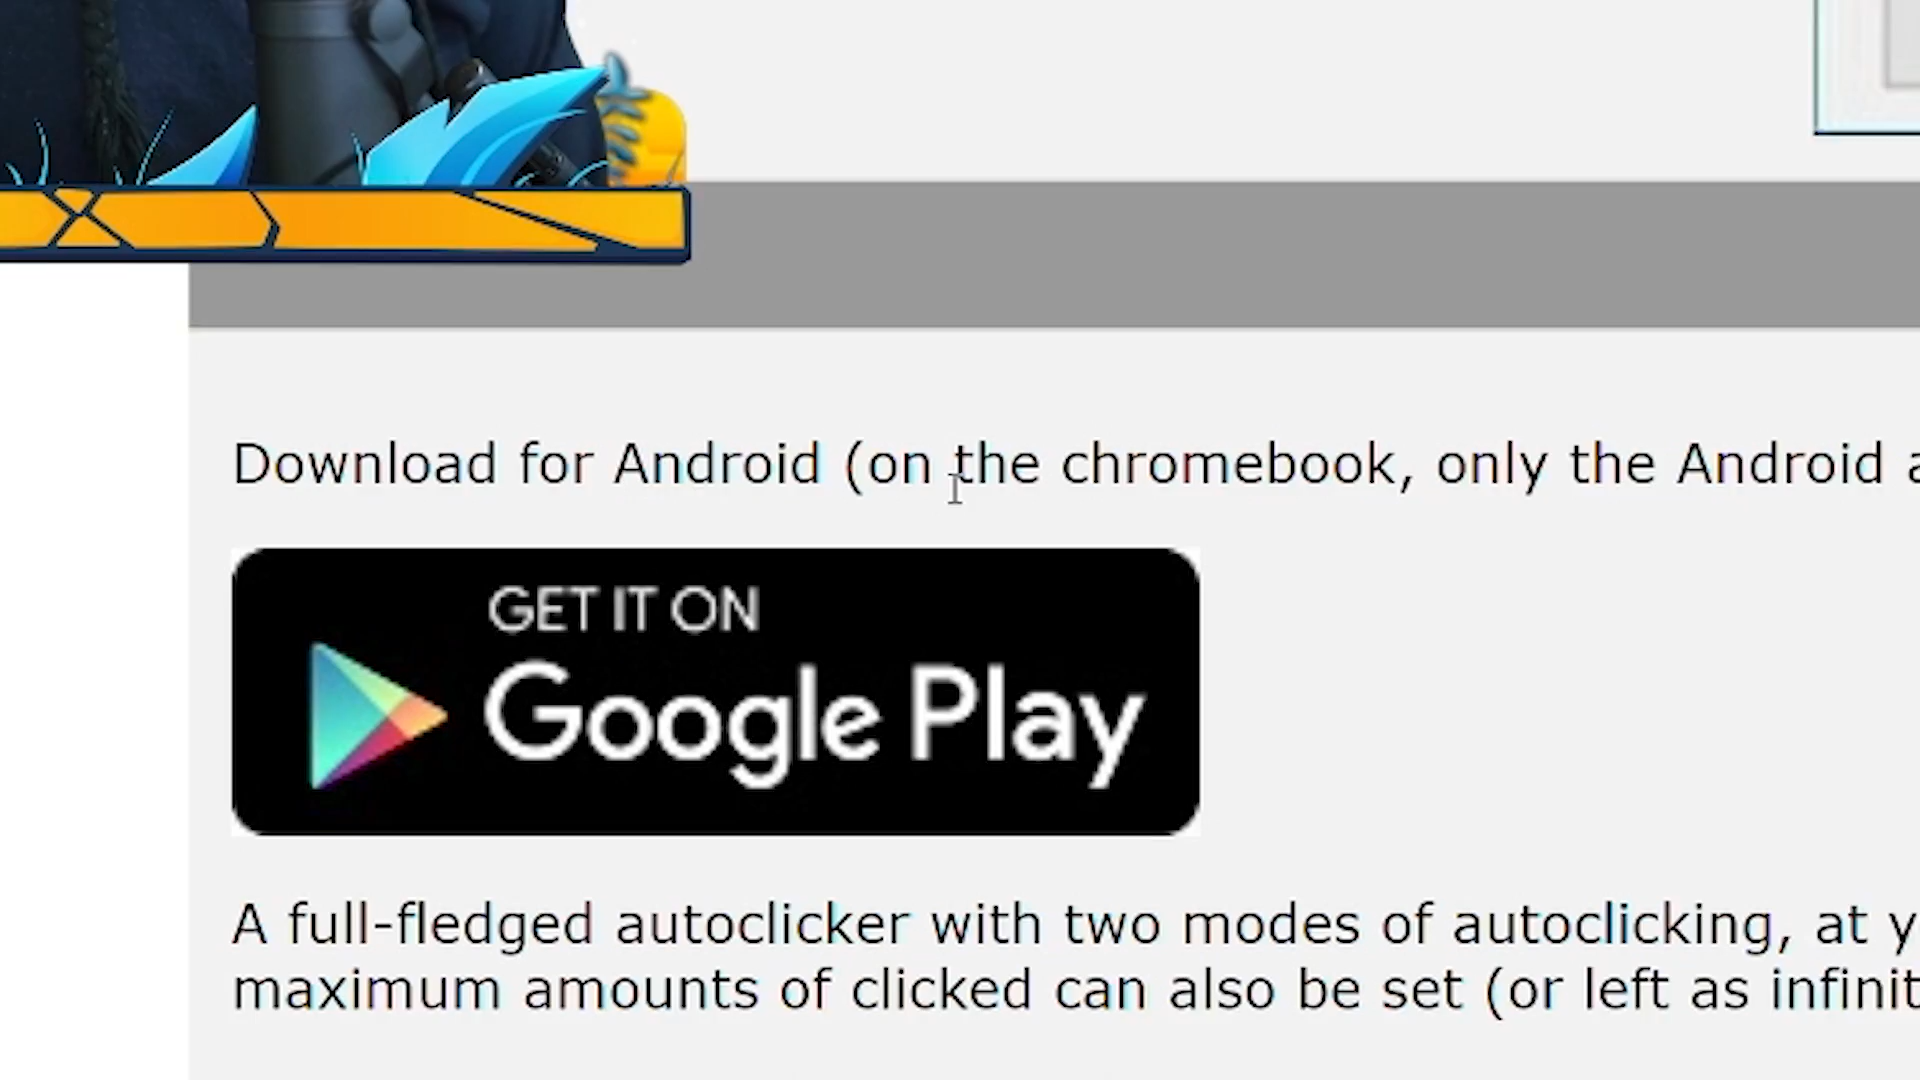 Download for Android (on the chromebook, only the Android
GET IT ON
Google Play
A full-fledged autoclicker with two modes of autoclicking, at
maximum amounts of clicked can also be set (or left as